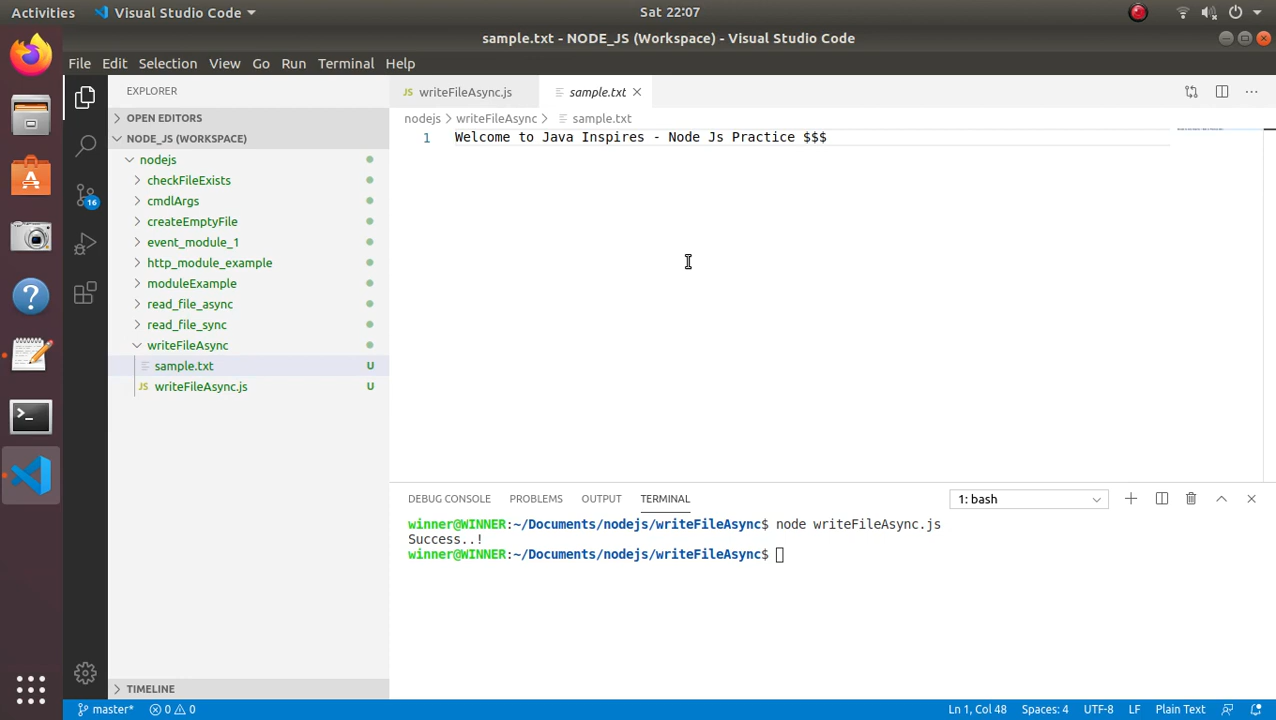 Activities Visual Studio Code Sat 22:07
sample.txt - NODE_JS (Workspace) - Visual Studio Code
File Edit Selection View Go Run Terminal Help
EXPLORER
OPEN EDITORS
NODE_JS (WORKSPACE)
nodejs
checkFileExists
cmdlArgs
createEmptyFile
event_module_1
http_module_example
moduleExample
read_file_async
read_file_sync
writeFileAsync
sample.txt U
JS writeFileAsync.js U
TIMELINE
16
JS writeFileAsync.js sample.txt
nodejs writeFileAsync sample.txt
1 Welcome to Java Inspires - Node Js Practice $$$
DEBUG CONSOLE PROBLEMS OUTPUT TERMINAL 1: bash
winner@WINNER:~/Documents/nodejs/writeFileAsync$ node writeFileAsync.js
Success..!
winner@WINNER:~/Documents/nodejs/writeFileAsync$
master* 0 0 Ln 1, Col 48 Spaces: 4 UTF-8 LF Plain Text